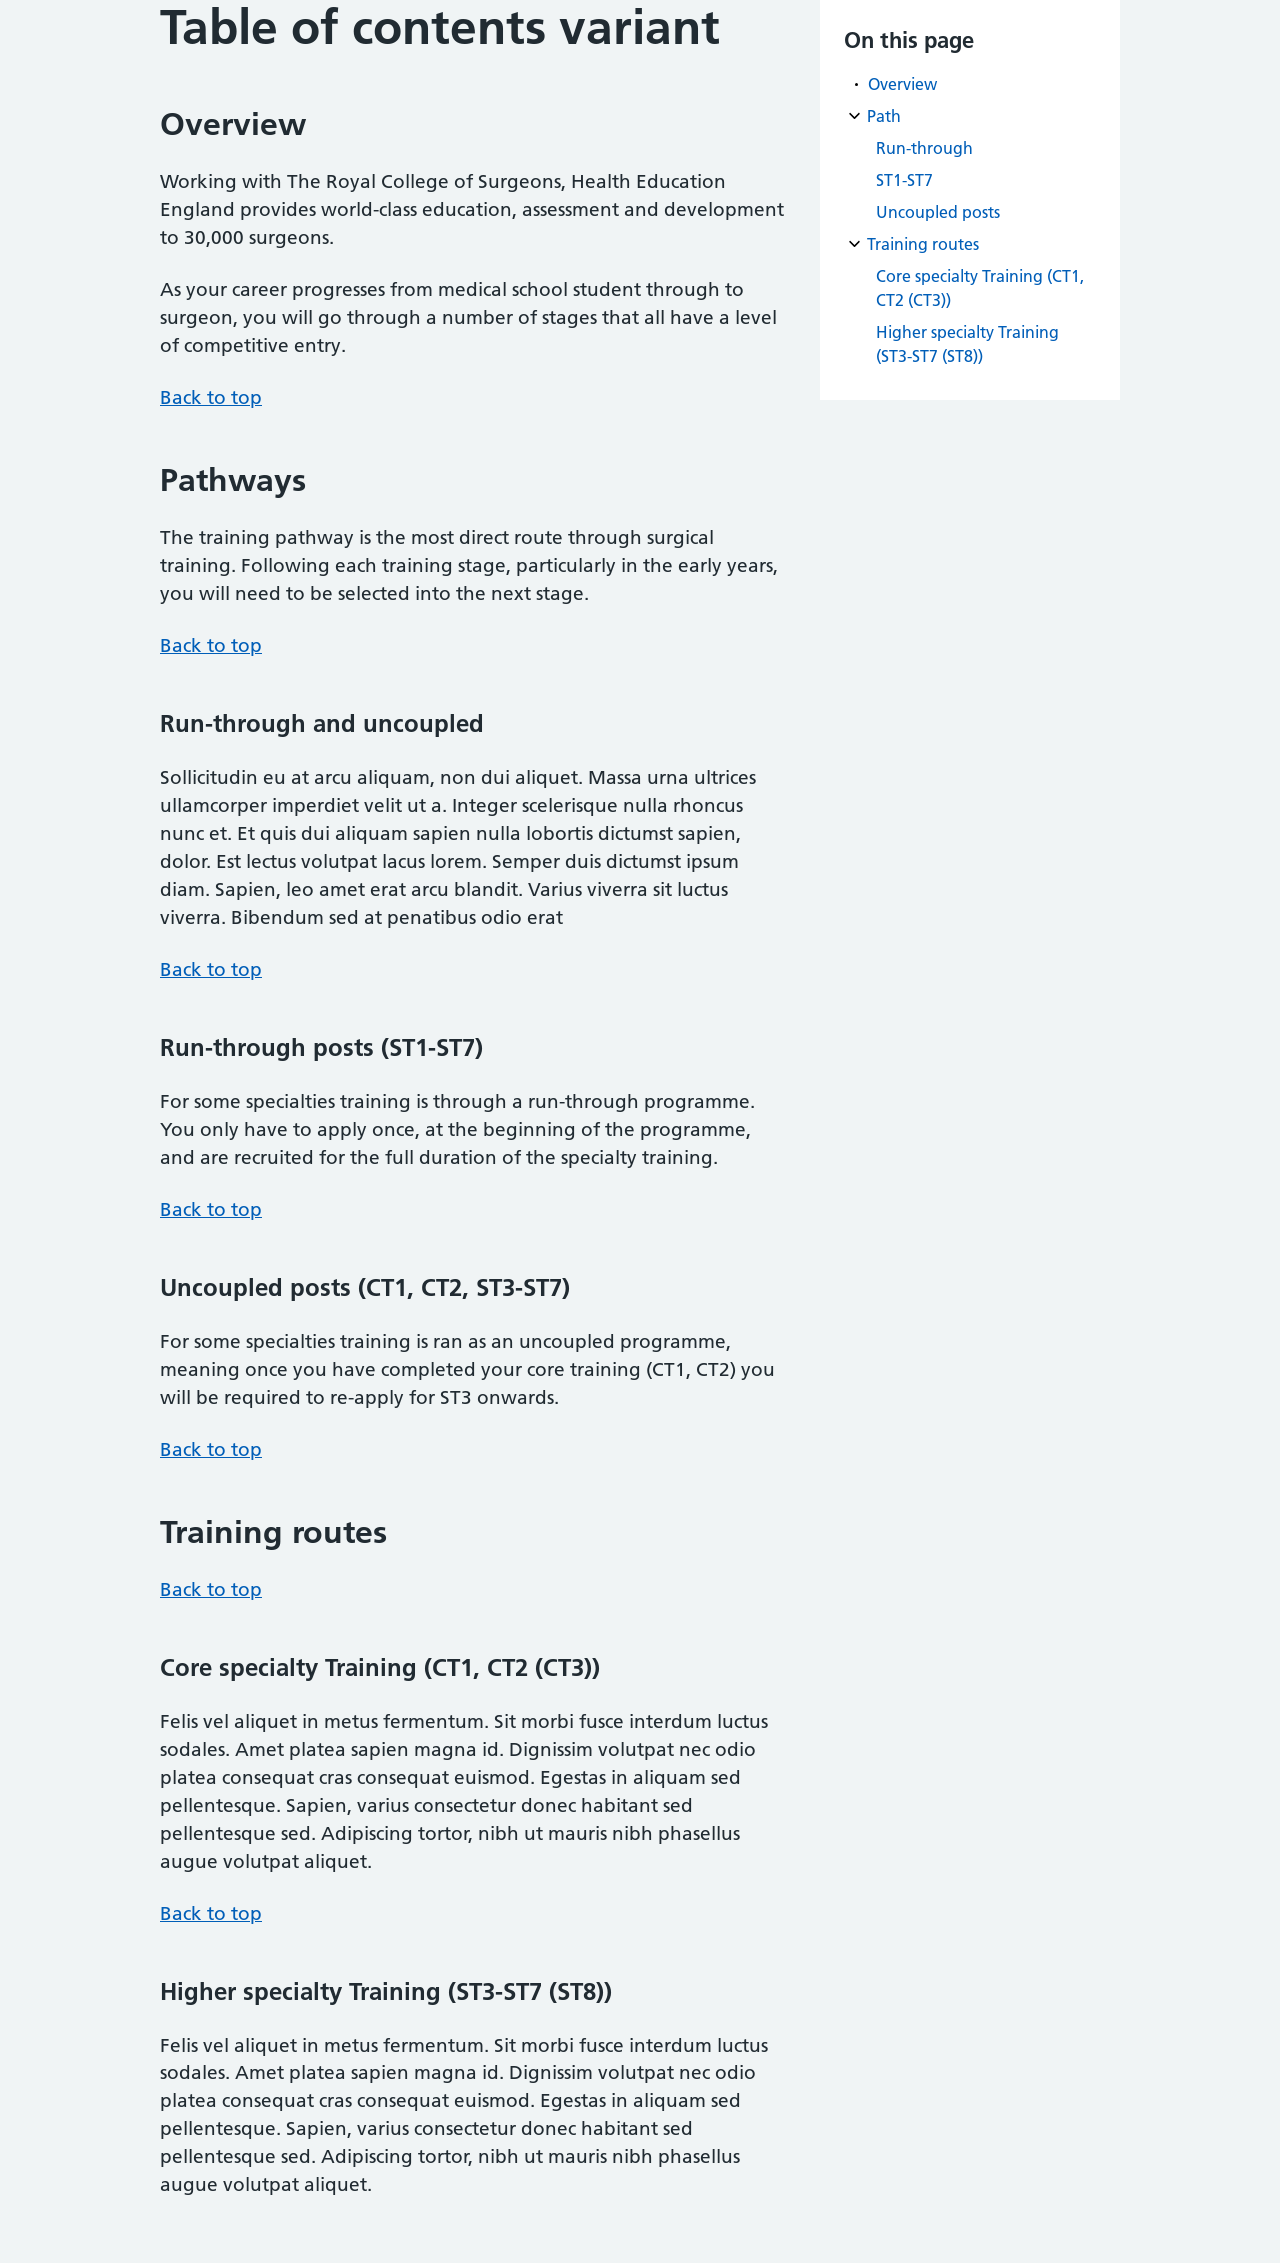 Table of contents variant
Overview
Working with The Royal College of Surgeons, Health Education
England provides world-class education, assessment and development
to 30,000 surgeons.
As your career progresses from medical school student through to
surgeon, you will go through a number of stages that all have a level
of competitive entry.
Back to top
Pathways
The training pathway is the most direct route through surgical
training. Following each training stage, particularly in the early years,
you will need to be selected into the next stage.
Back to top
Run-through and uncoupled
Sollicitudin eu at arcu aliquam, non dui aliquet. Massa urna ultrices
ullamcorper imperdiet velit ut a. Integer scelerisque nulla rhoncus
nunc et. Et quis dui aliquam sapien nulla lobortis dictumst sapien,
dolor. Est lectus volutpat lacus lorem. Semper duis dictumst ipsum
diam. Sapien, leo amet erat arcu blandit. Varius viverra sit luctus
viverra. Bibendum sed at penatibus odio erat
Back to top
Run-through posts (ST1-ST7)
For some specialties training is through a run-through programme.
You only have to apply once, at the beginning of the programme,
and are recruited for the full duration of the specialty training.
Back to top
Uncoupled posts (CT1, CT2, ST3-ST7)
For some specialties training is ran as an uncoupled programme,
meaning once you have completed your core training (CT1, CT2) you
will be required to re-apply for ST3 onwards.
Back to top
Training routes
Back to top
Core specialty Training (CT1, CT2 (CT3))
Felis vel aliquet in metus fermentum. Sit morbi fusce interdum luctus
sodales. Amet platea sapien magna id. Dignissim volutpat nec odio
platea consequat cras consequat euismod. Egestas in aliquam sed
pellentesque. Sapien, varius consectetur donec habitant sed
pellentesque sed. Adipiscing tortor, nibh ut mauris nibh phasellus
augue volutpat aliquet.
Back to top
Higher specialty Training (ST3-ST7 (ST8))
Felis vel aliquet in metus fermentum. Sit morbi fusce interdum luctus
sodales. Amet platea sapien magna id. Dignissim volutpat nec odio
platea consequat cras consequat euismod. Egestas in aliquam sed
pellentesque. Sapien, varius consectetur donec habitant sed
pellentesque sed. Adipiscing tortor, nibh ut mauris nibh phasellus
augue volutpat aliquet.
On this page
Overview
Path
Run-through
ST1-ST7
Uncoupled posts
Training routes
Core specialty Training (CT1,
CT2 (CT3))
Higher specialty Training
(ST3-ST7 (ST8))